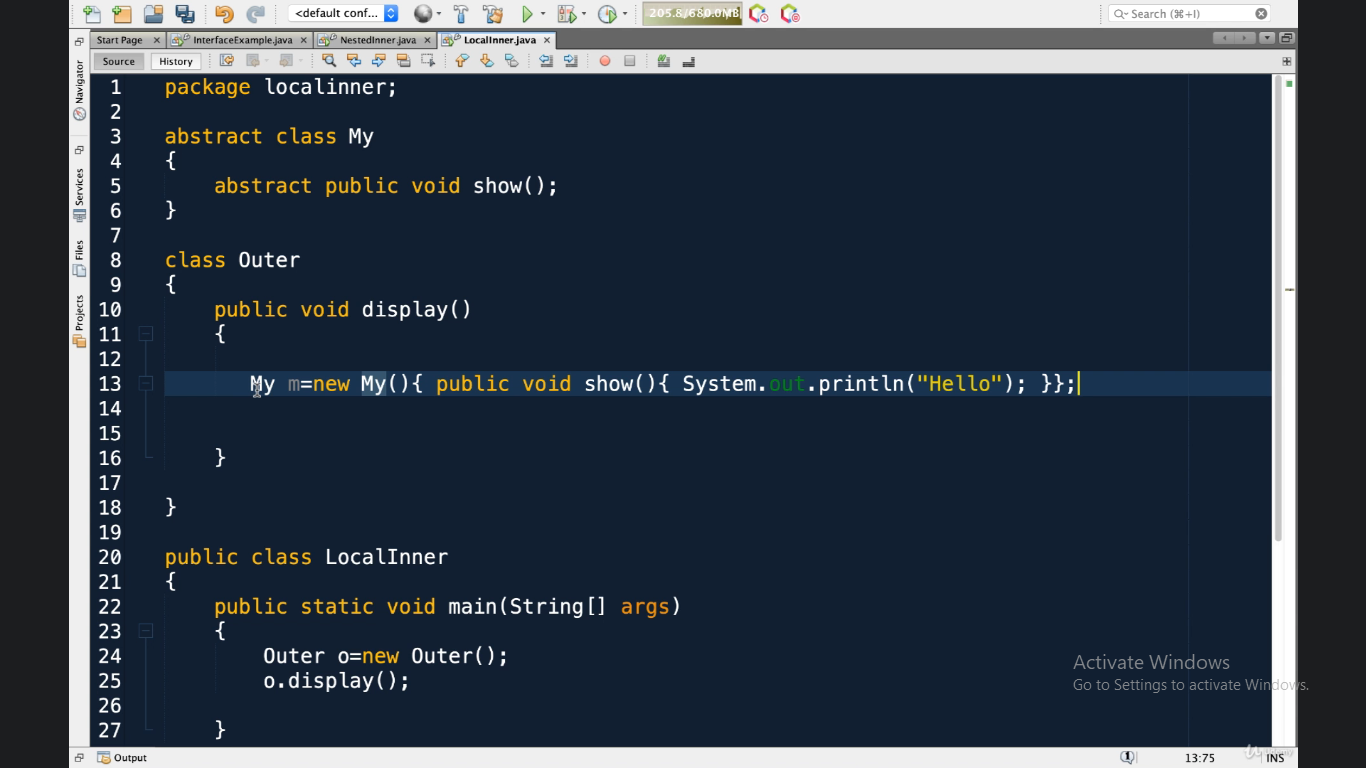 <default conf...
205.8/680.0MB
Search (⌘+I)
Start Page
InterfaceExample.java
NestedInner.java
LocalInner.java
Source History
Navigator
Services
Files
Projects
1 package localinner;
2
3 abstract class My
4 {
5 abstract public void show();
6 }
7
8 class Outer
9 {
10 public void display()
11 {
12
13 My m=new My(){ public void show(){ System.out.println("Hello"); }};
14
15
16 }
17
18 }
19
20 public class LocalInner
21 {
22 public static void main(String[] args)
23 {
24 Outer o=new Outer();
25 o.display();
26
27 }
Activate Windows
Go to Settings to activate Windows.
Output
1
13:75
INS